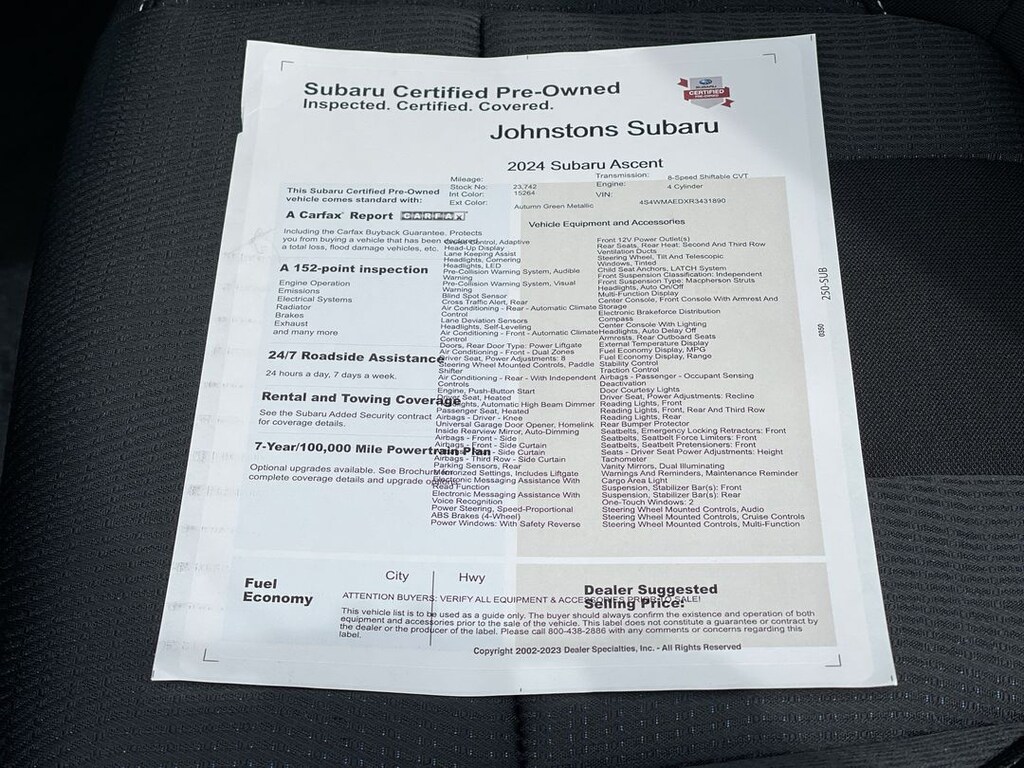 Subaru Certified Pre-Owned
Inspected. Certified. Covered.
CERTIFIED
Johnstons Subaru
2024 Subaru Ascent
Mileage: 23,742
Stock No: 15264
Int Color:
Ext Color: Autumn Green Metallic
Transmission: 8-Speed Shiftable CVT
Engine: 4 Cylinder
VIN: 4S4WMAEDXR3431890
This Subaru Certified Pre-Owned
vehicle comes standard with:
A Carfax® Report CARFAX
Including the Carfax Buyback Guarantee. Protects
you from buying a vehicle that has been
a total loss, flood damage vehicles, etc.
A 152-point inspection
Engine Operation
Emissions
Electrical Systems
Radiator
Brakes
Exhaust
and many more
24/7 Roadside Assistance
24 hours a day, 7 days a week.
Rental and Towing Coverage
See the Subaru Added Security contract
for coverage details.
7-Year/100,000 Mile Powertrain Plan
Optional upgrades available. See Brochure for
complete coverage details and upgrade options.
Vehicle Equipment and Accessories
Cruise Control, Adaptive
Head-Up Display
Lane Keeping Assist
Headlights, Cornering
Headlights, LED
Pre-Collision Warning System, Audible
Warning
Pre-Collision Warning System, Visual
Warning
Blind Spot Sensor
Cross Traffic Alert, Rear
Air Conditioning - Rear - Automatic Climate
Control
Lane Deviation Sensors
Headlights, Self-Leveling
Air Conditioning - Front - Automatic Climate
Control
Doors, Rear Door Type: Power Liftgate
Air Conditioning - Front - Dual Zones
Driver Seat, Power Adjustments: 8
Steering Wheel Mounted Controls, Paddle
Shifter
Air Conditioning - Rear - With Independent
Controls
Engine, Push-Button Start
Driver Seat, Heated
Headlights, Automatic High Beam Dimmer
Passenger Seat, Heated
Airbags - Driver - Knee
Universal Garage Door Opener, Homelink
Inside Rearview Mirror, Auto-Dimming
Airbags - Front - Side
Airbags - Front - Side Curtain
Airbags - Third Row - Side Curtain
Parking Sensors, Rear
Memorized Settings, Includes Liftgate
Electronic Messaging Assistance With
Read Function
Electronic Messaging Assistance With
Voice Recognition
Power Steering, Speed-Proportional
ABS Brakes (4-Wheel)
Power Windows: With Safety Reverse
Front 12V Power Outlet(s)
Rear Seats, Rear Heat: Second And Third Row
Ventilation Ducts
Steering Wheel, Tilt And Telescopic
Windows, Tinted
Child Seat Anchors, LATCH System
Front Suspension Classification: Independent
Front Suspension Type: Macpherson Struts
Headlights, Auto On/Off
Multi-Function Display
Center Console, Front Console With Armrest And
Storage
Electronic Brakeforce Distribution
Compass
Center Console With Lighting
Headlights, Auto Delay Off
Armrests, Rear Outboard Seats
External Temperature Display
Fuel Economy Display, MPG
Fuel Economy Display, Range
Stability Control
Traction Control
Airbags - Passenger - Occupant Sensing
Deactivation
Door Courtesy Lights
Driver Seat, Power Adjustments: Recline
Reading Lights, Front
Reading Lights, Front, Rear And Third Row
Reading Lights, Rear
Rear Bumper Protector
Seatbelts, Emergency Locking Retractors: Front
Seatbelts, Seatbelt Force Limiters: Front
Seatbelts, Seatbelt Pretensioners: Front
Seats - Driver Seat Power Adjustments: Height
Tachometer
Vanity Mirrors, Dual Illuminating
Warnings And Reminders, Maintenance Reminder
Cargo Area Light
Suspension, Stabilizer Bar(s): Front
Suspension, Stabilizer Bar(s): Rear
One-Touch Windows: 2
Steering Wheel Mounted Controls, Audio
Steering Wheel Mounted Controls, Cruise Controls
Steering Wheel Mounted Controls, Multi-Function
250-SUB
0350
Fuel
Economy
City Hwy
Dealer Suggested
Selling Price:
ATTENTION BUYERS: VERIFY ALL EQUIPMENT & ACCESSORIES PRIOR TO SALE!
This vehicle list is to be used as a guide only. The buyer should always confirm the existence and operation of both
equipment and accessories prior to the sale of the vehicle. This label does not constitute a guarantee or contract by
the dealer or the producer of the label. Please call 800-438-2886 with any comments or concerns regarding this
label.
Copyright 2002-2023 Dealer Specialties, Inc. - All Rights Reserved